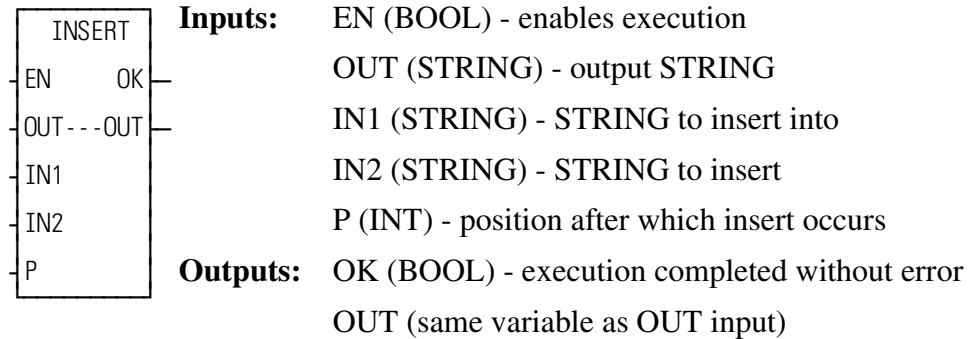 INSERT
EN OK
OUT---OUT
IN1
IN2
P
Inputs: EN (BOOL) - enables execution
OUT (STRING) - output STRING
IN1 (STRING) - STRING to insert into
IN2 (STRING) - STRING to insert
P (INT) - position after which insert occurs
Outputs: OK (BOOL) - execution completed without error
OUT (same variable as OUT input)